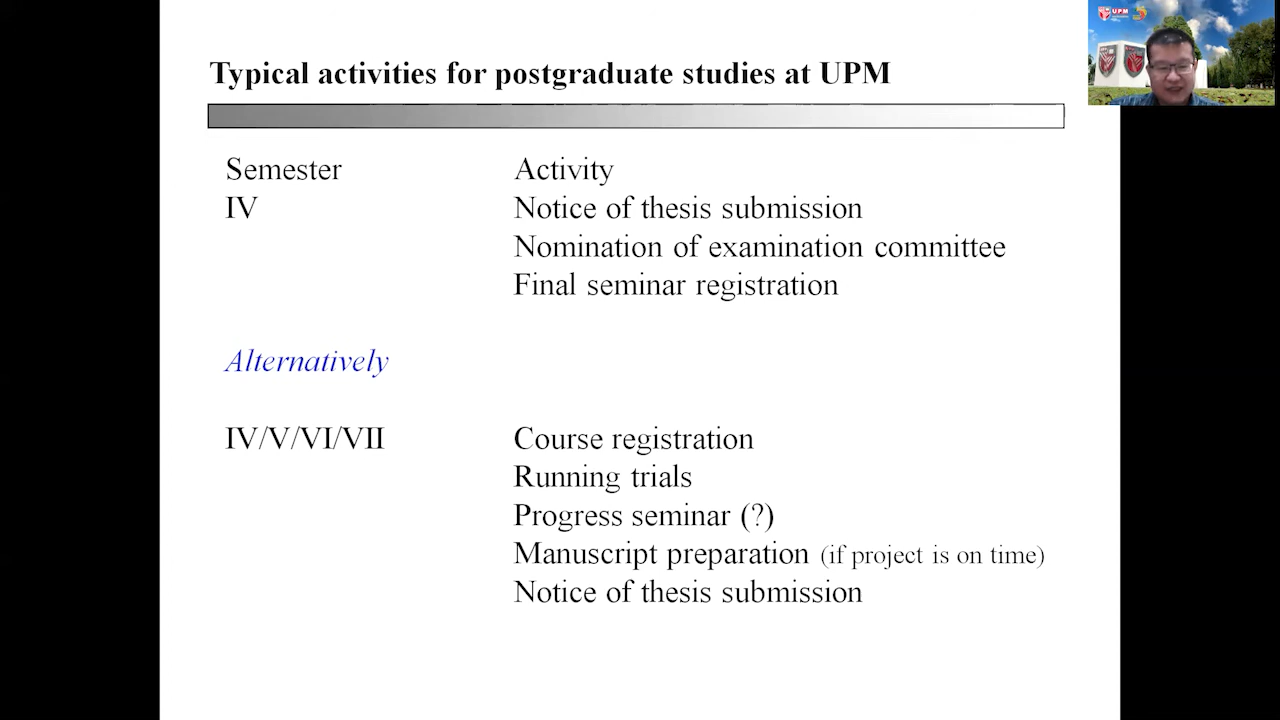 Typical activities for postgraduate studies at UPM
Semester Activity
IV Notice of thesis submission
Nomination of examination committee
Final seminar registration
Alternatively
IV/V/VI/VII Course registration
Running trials
Progress seminar (?)
Manuscript preparation (if project is on time)
Notice of thesis submission
UPM